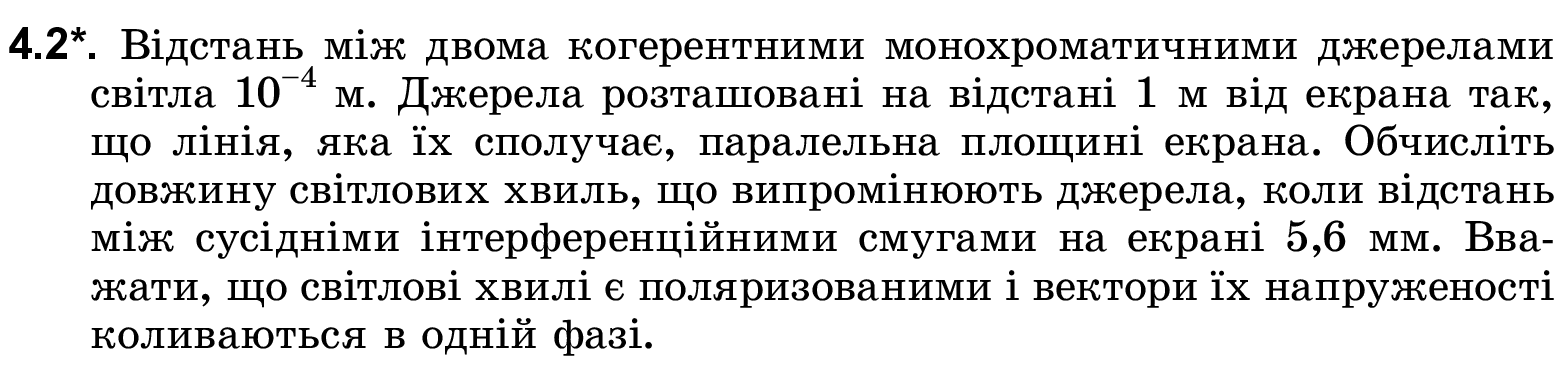 4.2*. Відстань між двома когерентними монохроматичними джерелами
світла 10⁻⁴ м. Джерела розташовані на відстані 1 м від екрана так,
що лінія, яка їх сполучає, паралельна площині екрана. Обчисліть
довжину світлових хвиль, що випромінюють джерела, коли відстань
між сусідніми інтерференційними смугами на екрані 5,6 мм. Вва-
жати, що світлові хвилі є поляризованими і вектори їх напруженості
коливаються в одній фазі.